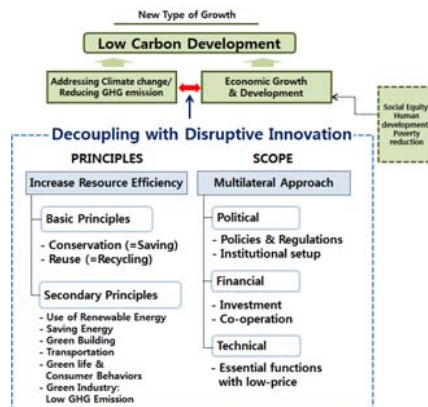 New Type of Growth
Low Carbon Development
Addressing Climate change/
Reducing GHG emission
Economic Growth
& Development
Social Equity
Human
development
Poverty
reduction
Decoupling with Disruptive Innovation
PRINCIPLES
SCOPE
Increase Resource Efficiency
Multilateral Approach
Basic Principles
- Conservation (=Saving)
- Reuse (=Recycling)
Secondary Principles
- Use of Renewable Energy
- Saving Energy
- Green Building
- Transportation
- Green life &
Consumer Behaviors
- Green Industry:
Low GHG Emission
Political
- Policies & Regulations
- Institutional setup
Financial
- Investment
- Co-operation
Technical
- Essential functions
with low-price